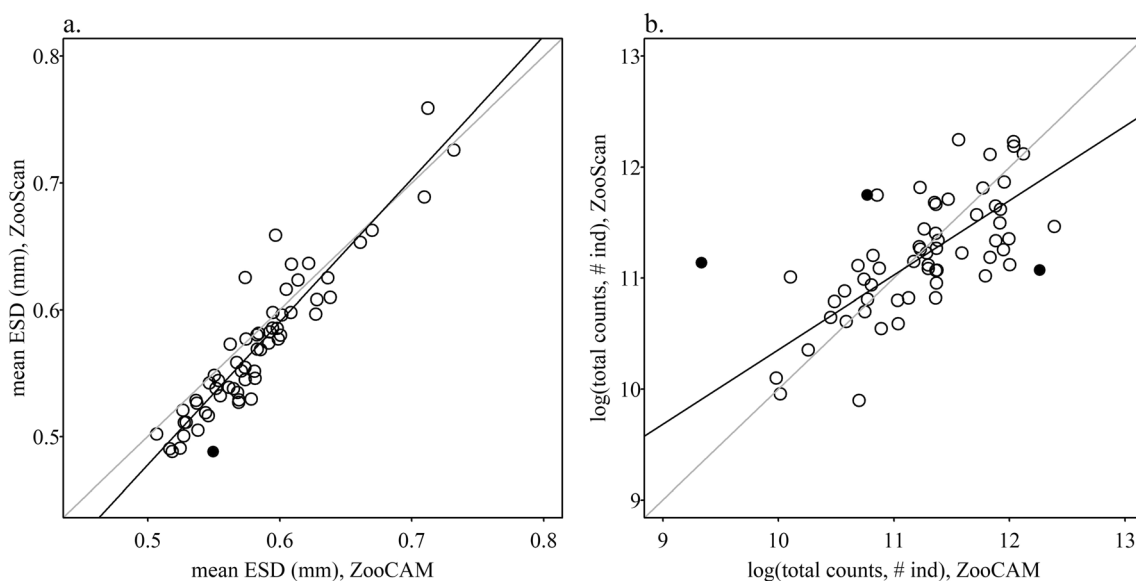 a.
0.8
0.7
0.6
0.5
mean ESD (mm), ZooScan
0.5 0.6 0.7 0.8
mean ESD (mm), ZooCAM
b.
13
12
11
10
9
log(total counts, # ind), ZooScan
9 10 11 12 13
log(total counts, # ind), ZooCAM